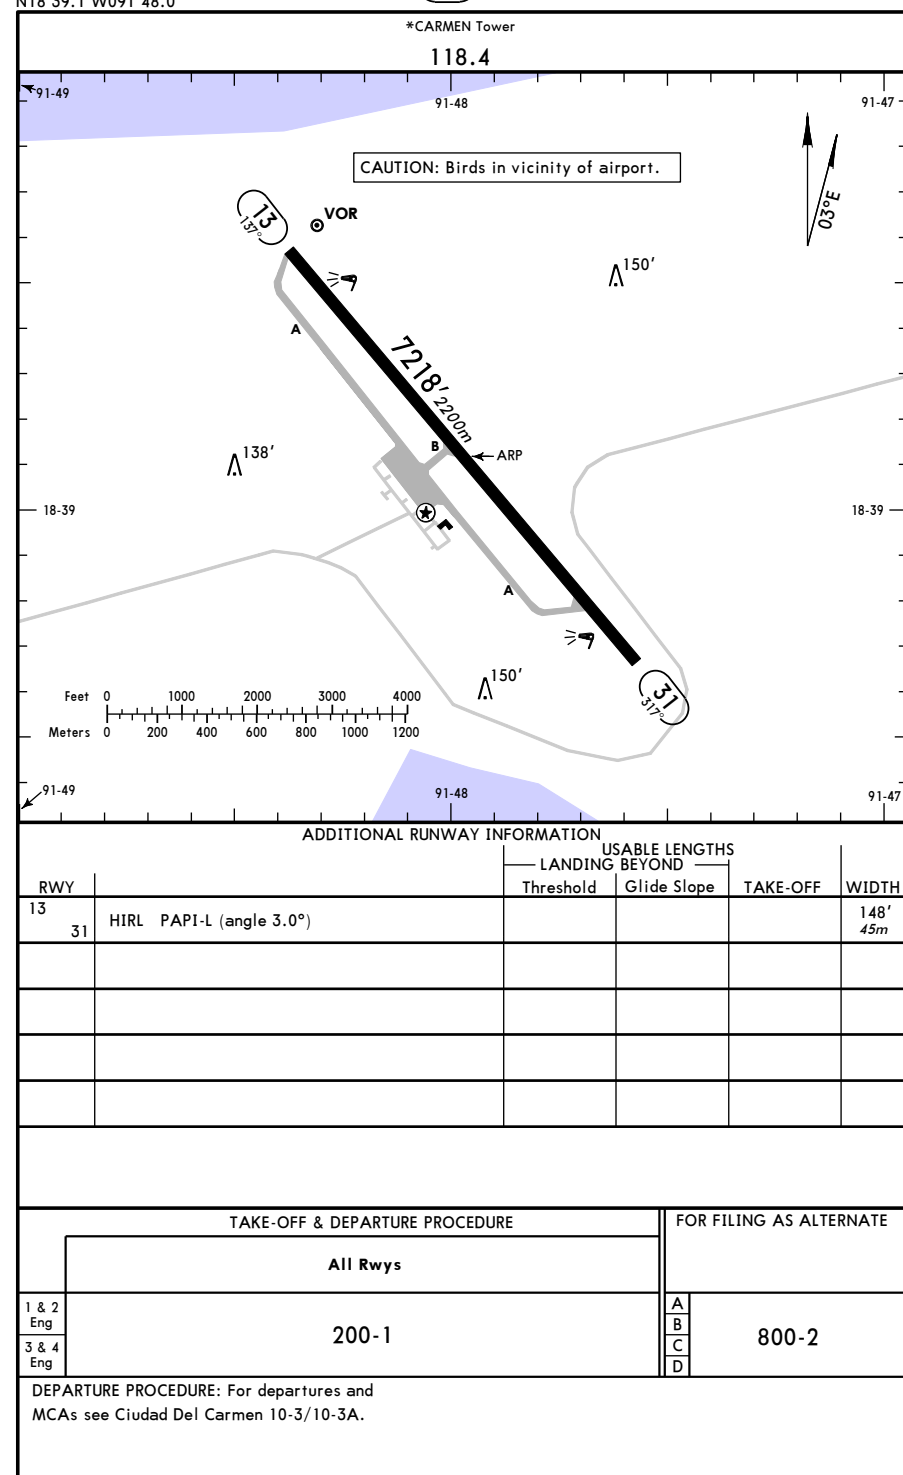 N18 39.1 W091 48.0
*CARMEN Tower
118.4
91-49
91-48
91-47
CAUTION: Birds in vicinity of airport.
03°E
13
137°
VOR
150'
A
7218'
2200m
B
ARP
138'
18-39
18-39
A
150'
31
317°
Feet 0 1000 2000 3000 4000
Meters 0 200 400 600 800 1000 1200
91-49
91-48
91-47
ADDITIONAL RUNWAY INFORMATION
USABLE LENGTHS
LANDING BEYOND
RWY Threshold Glide Slope TAKE-OFF WIDTH
13
31 HIRL PAPI-L (angle 3.0°) 148'
45m
TAKE-OFF & DEPARTURE PROCEDURE
FOR FILING AS ALTERNATE
All Rwys
1 & 2
Eng
3 & 4
Eng
200-1
A
B
C
D
800-2
DEPARTURE PROCEDURE: For departures and
MCAs see Ciudad Del Carmen 10-3/10-3A.